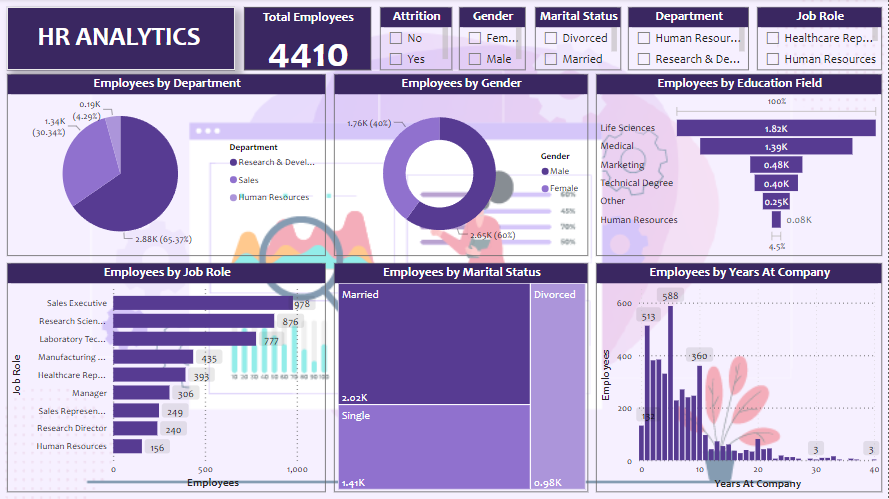 HR ANALYTICS
Total Employees
4410
Attrition
No
Yes
Gender
Fem...
Male
Marital Status
Divorced
Married
Department
Human Resour...
Research & De...
Job Role
Healthcare Rep...
Human Resources
Employees by Department
0.19K
(4.29%)
1.34K
(30.34%)
2.88K (65.37%)
Department
Research & Devel...
Sales
Human Resources
Employees by Gender
1.76K (40%)
2.65K (60%)
Gender
Male
Female
60%
45%
70%
50%
Employees by Education Field
100%
Life Sciences
1.82K
Medical
1.39K
Marketing
0.48K
Technical Degree
0.40K
Other
0.25K
Human Resources
0.08K
4.5%
Employees by Job Role
Job Role
Sales Executive
978
Research Scien...
876
Laboratory Tec...
777
Manufacturing ...
435
Healthcare Rep...
393
Manager
306
Sales Represen...
249
Research Director
240
Human Resources
156
0
500
1,000
Employees
Employees by Marital Status
Married
2.02K
Single
1.41K
Divorced
0.98K
Employees by Years At Company
Employees
600
400
200
0
132
513
588
360
3
3
0
10
20
30
40
Years At Company